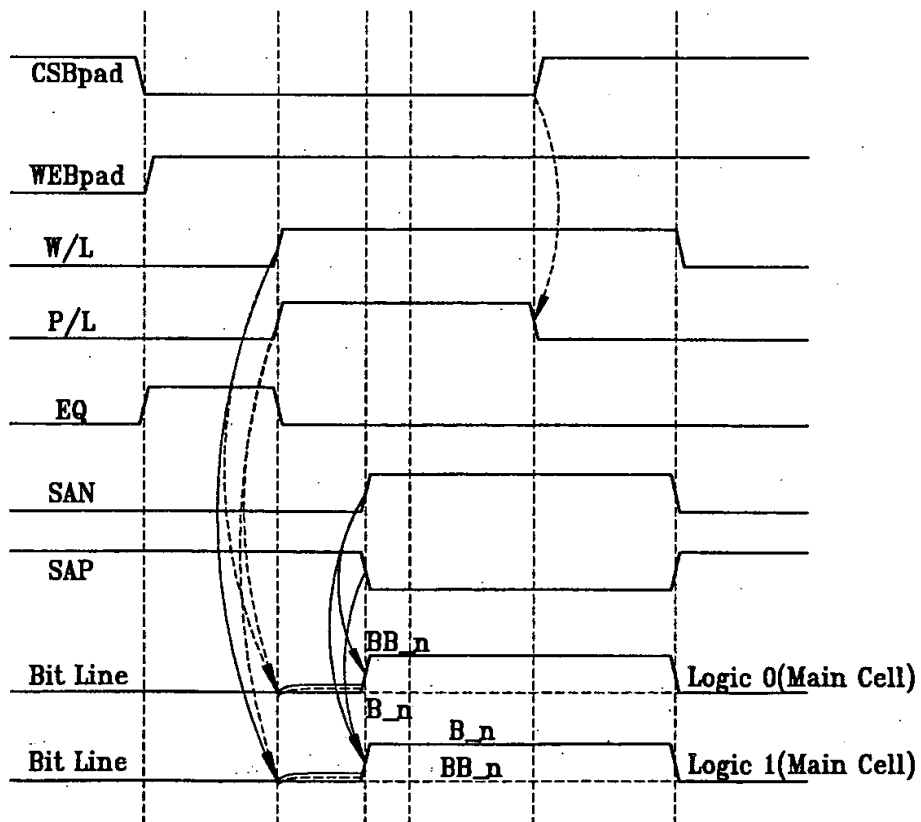 CSBpad
WEBpad
W/L
P/L
EQ
SAN
SAP
BB_n
Bit Line
Logic 0(Main Cell)
B_n
B_n
Bit Line
BB_n
Logic 1(Main Cell)